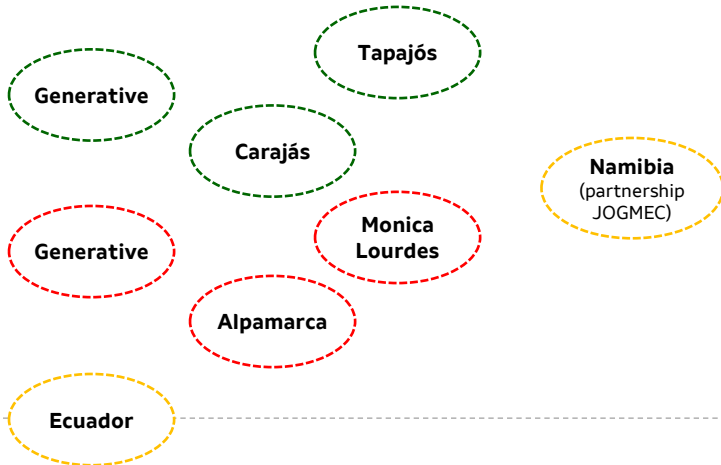 Tapajós
Generative
Carajás
Namibia
(partnership
JOGMEC)
Monica
Lourdes
Generative
Alpamarca
Ecuador